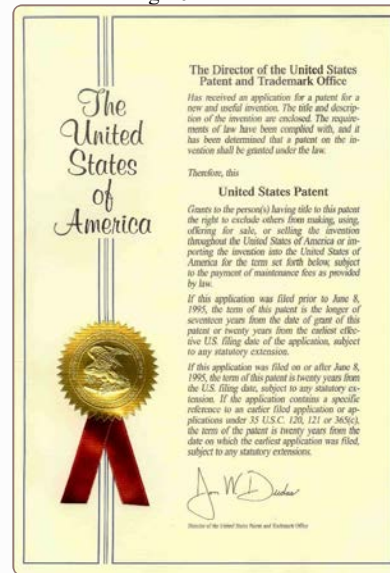 The
United
States
of
America
The Director of the United States
Patent and Trademark Office
Has received an application for a patent for a
new and useful invention. The title and descrip-
tion of the invention are enclosed. The require-
ments of law have been complied with, and it
has been determined that a patent on the in-
vention shall be granted under the law.
Therefore, this
United States Patent
Grants to the person(s) having title to this patent
the right to exclude others from making, using,
offering for sale, or selling the invention
throughout the United States of America or im-
porting the invention into the United States of
America for the term set forth below, subject
to the payment of maintenance fees as provided
by law.
If this application was filed prior to June 8,
1995, the term of this patent is the longer of
seventeen years from the date of grant of this
patent or twenty years from the earliest effec-
tive U.S. filing date of the application, subject
to any statutory extension.
If this application was filed on or after June 8,
1995, the term of this patent is twenty years from
the U.S. filing date, subject to any statutory ex-
tension. If the application contains a specific
reference to an earlier filed application or ap-
plications under 35 U.S.C. 120, 121 or 365(c),
the term of the patent is twenty years from the
date on which the earliest application was filed,
subject to any statutory extensions.
Jon W. Dudas
Director of the United States Patent and Trademark Office